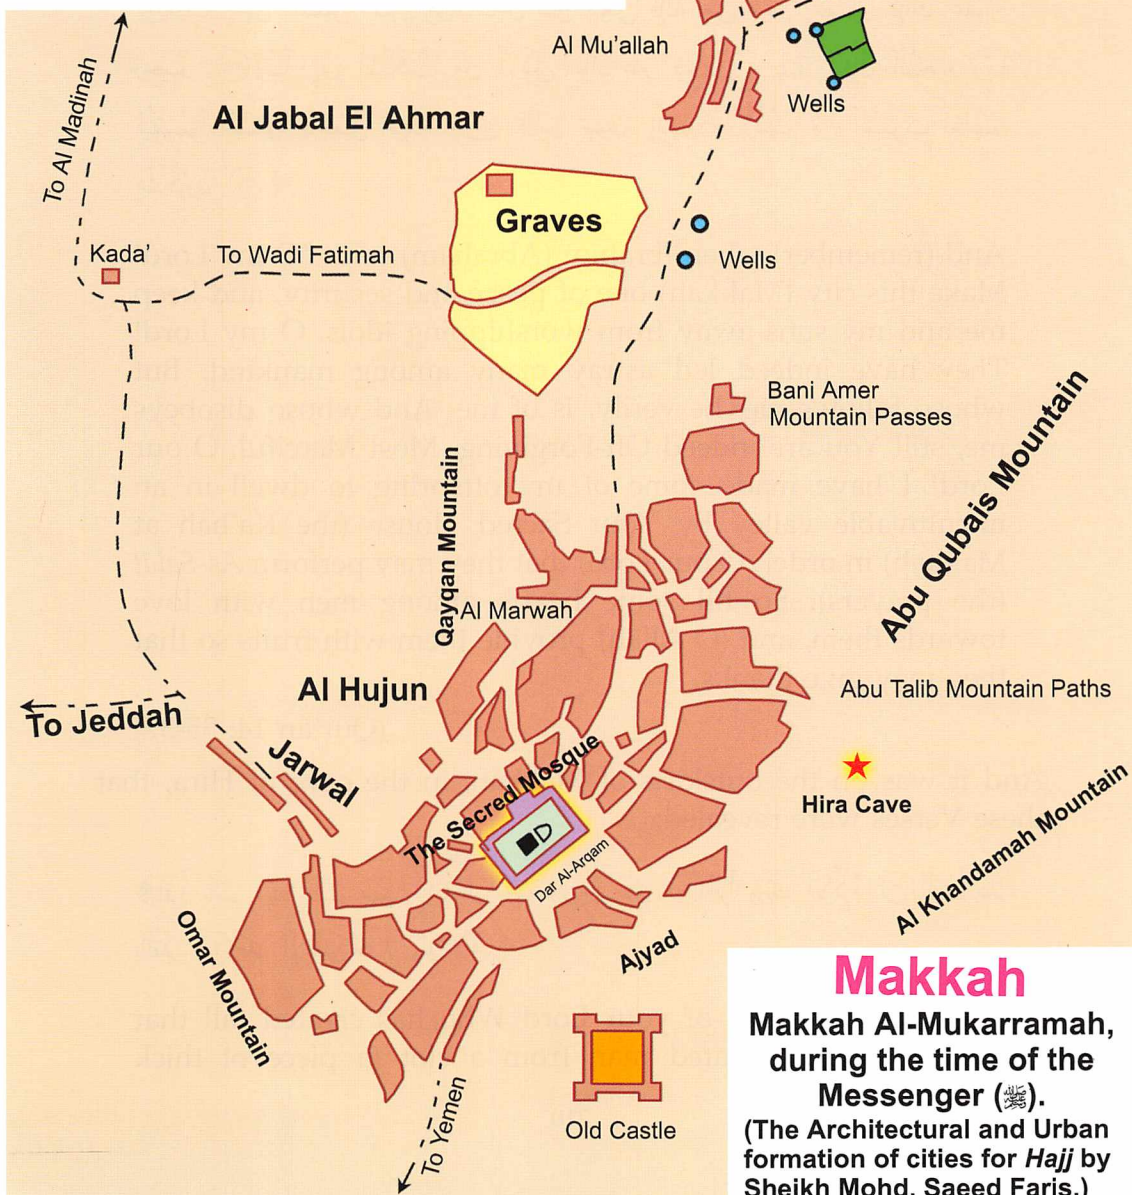 Al Mu'allah
Wells
To Al Madinah
Al Jabal El Ahmar
Graves
Kada'
To Wadi Fatimah
Wells
Bani Amer
Mountain Passes
Abu Qubais Mountain
Qayqan Mountain
Al Marwah
Al Hujun
Abu Talib Mountain Paths
To Jeddah
Jarwal
The Secred Mosque
Hira Cave
Dar Al-Arqam
Al Khandamah Mountain
Omar Mountain
Ajyad
To Yemen
Old Castle
Makkah
Makkah Al-Mukarramah,
during the time of the
Messenger (ﷺ).
(The Architectural and Urban
formation of cities for Hajj by
Sheikh Mohd. Saeed Faris.)